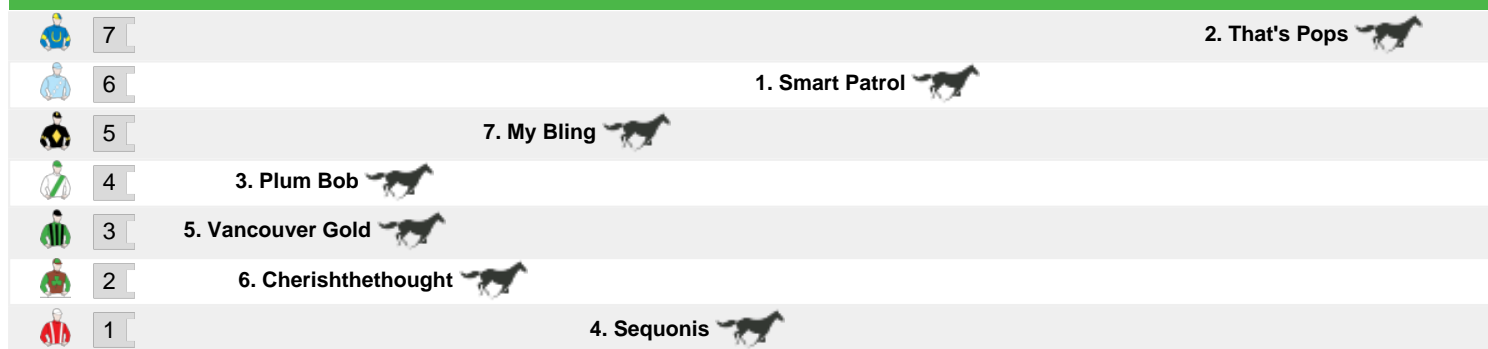 7 2. That's Pops
6 1. Smart Patrol
5 7. My Bling
4 3. Plum Bob
3 5. Vancouver Gold
2 6. Cherishthethought
1 4. Sequonis